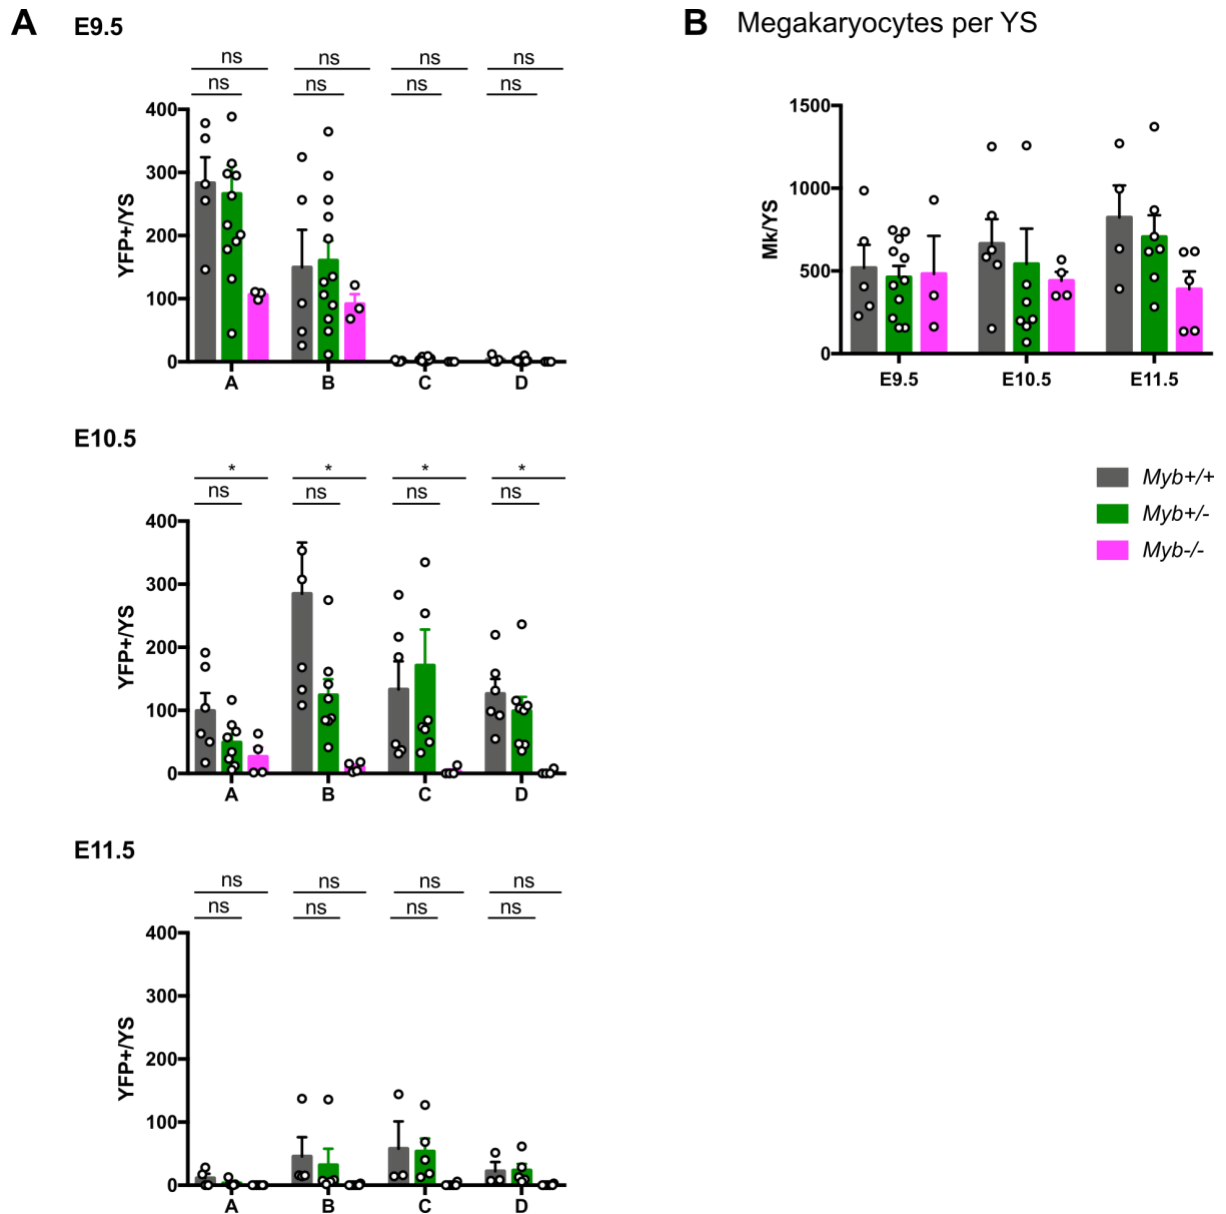 A E9.5
ns ns ns ns
ns ns ns ns
400
300
200
100
0
YFP+/YS
A B C D
E10.5
* * * *
ns ns ns ns
400
300
200
100
0
YFP+/YS
A B C D
E11.5
ns ns ns ns
ns ns ns ns
400
300
200
100
0
YFP+/YS
A B C D
B Megakaryocytes per YS
1500
1000
500
0
Mk/YS
E9.5 E10.5 E11.5
Myb+/+
Myb+/-
Myb-/-